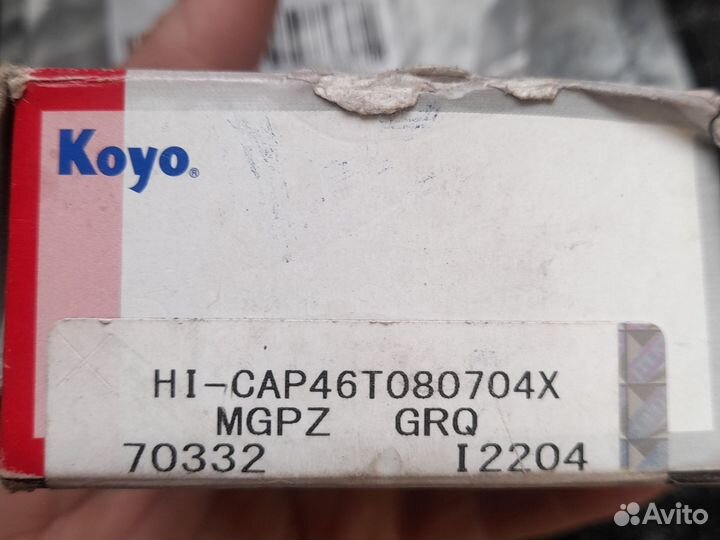 Koyo®
HI-CAP46T080704X
MGPZ GRQ
70332 I2204
Avito